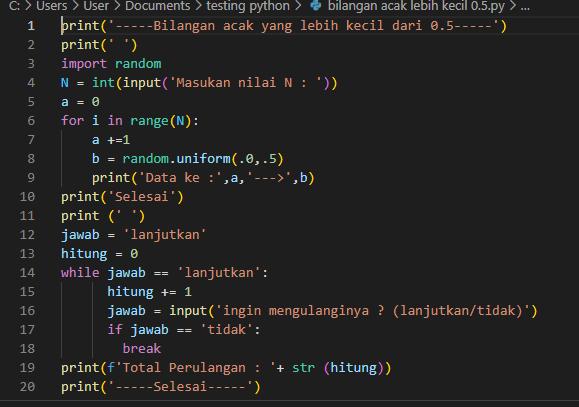 C: > Users > User > Documents > testing python > bilangan acak lebih kecil 0.5.py > ...
1 print('-----Bilangan acak yang lebih kecil dari 0.5-----')
2 print(' ')
3 import random
4 N = int(input('Masukan nilai N : '))
5 a = 0
6 for i in range(N):
7     a +=1
8     b = random.uniform(.0,.5)
9     print('Data ke :',a,'--->',b)
10 print('Selesai')
11 print (' ')
12 jawab = 'lanjutkan'
13 hitung = 0
14 while jawab == 'lanjutkan':
15       hitung += 1
16       jawab = input('ingin mengulanginya ? (lanjutkan/tidak)')
17       if jawab == 'tidak':
18         break
19 print(f'Total Perulangan : '+ str (hitung))
20 print('-----Selesai-----')